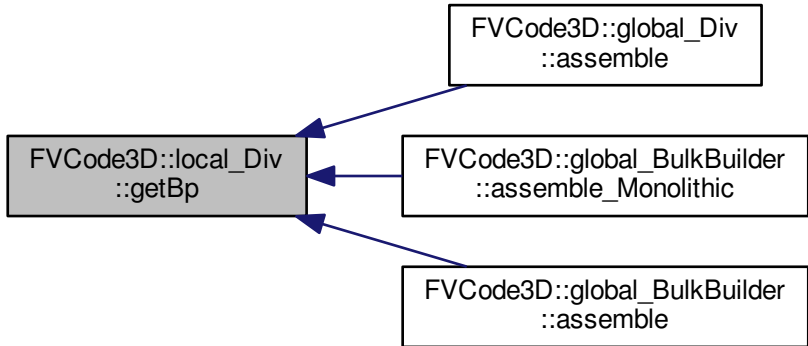 FVCode3D::global_Div
::assemble
FVCode3D::local_Div
::getBp
FVCode3D::global_BulkBuilder
::assemble_Monolithic
FVCode3D::global_BulkBuilder
::assemble